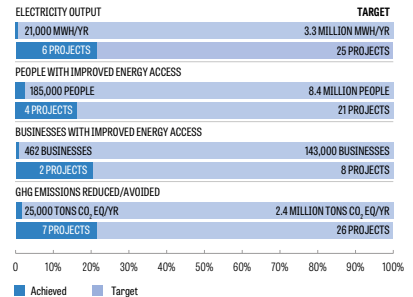 ELECTRICITY OUTPUT TARGET
21,000 MWH/YR 3.3 MILLION MWH/YR
6 PROJECTS 25 PROJECTS
PEOPLE WITH IMPROVED ENERGY ACCESS
185,000 PEOPLE 8.4 MILLION PEOPLE
4 PROJECTS 21 PROJECTS
BUSINESSES WITH IMPROVED ENERGY ACCESS
462 BUSINESSES 143,000 BUSINESSES
2 PROJECTS 8 PROJECTS
GHG EMISSIONS REDUCED/AVOIDED
25,000 TONS CO₂ EQ/YR 2.4 MILLION TONS CO₂ EQ/YR
7 PROJECTS 26 PROJECTS
0 10% 20% 30% 40% 50% 60% 70% 80% 90% 100%
Achieved Target